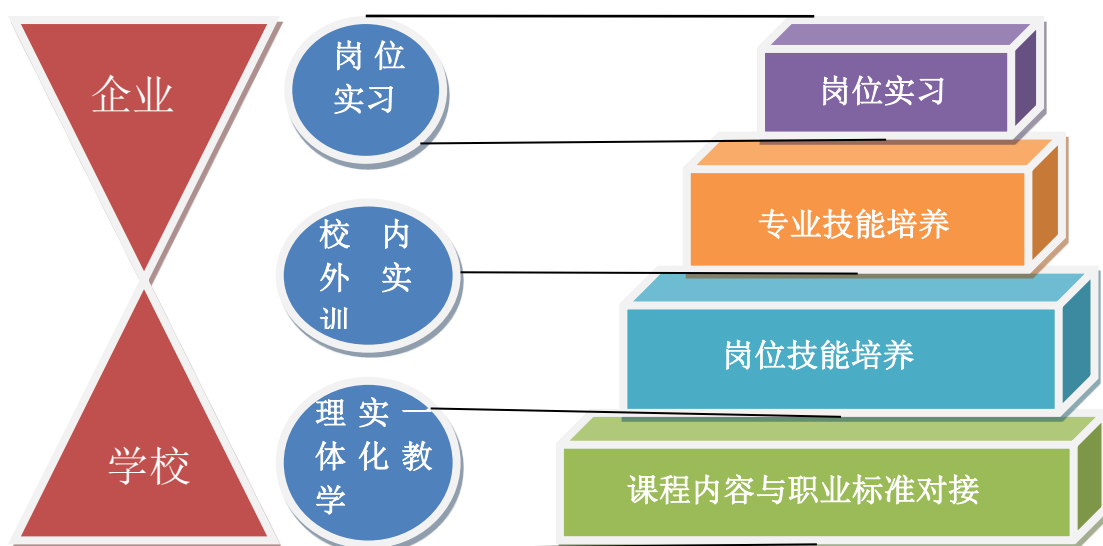 企业
学校
岗 位
实习
校 内
外 实
训
理 实 一
体 化 教
学
岗位实习
专业技能培养
岗位技能培养
课程内容与职业标准对接